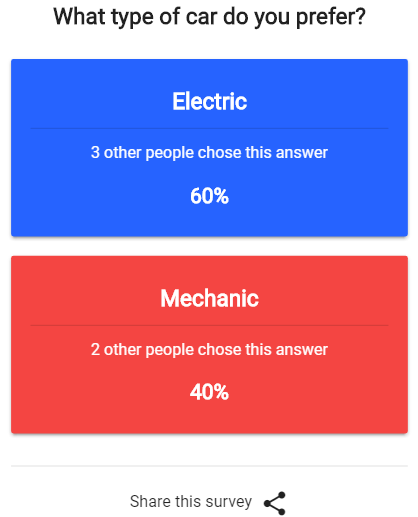 What type of car do you prefer?
Electric
3 other people chose this answer
60%
Mechanic
2 other people chose this answer
40%
Share this survey